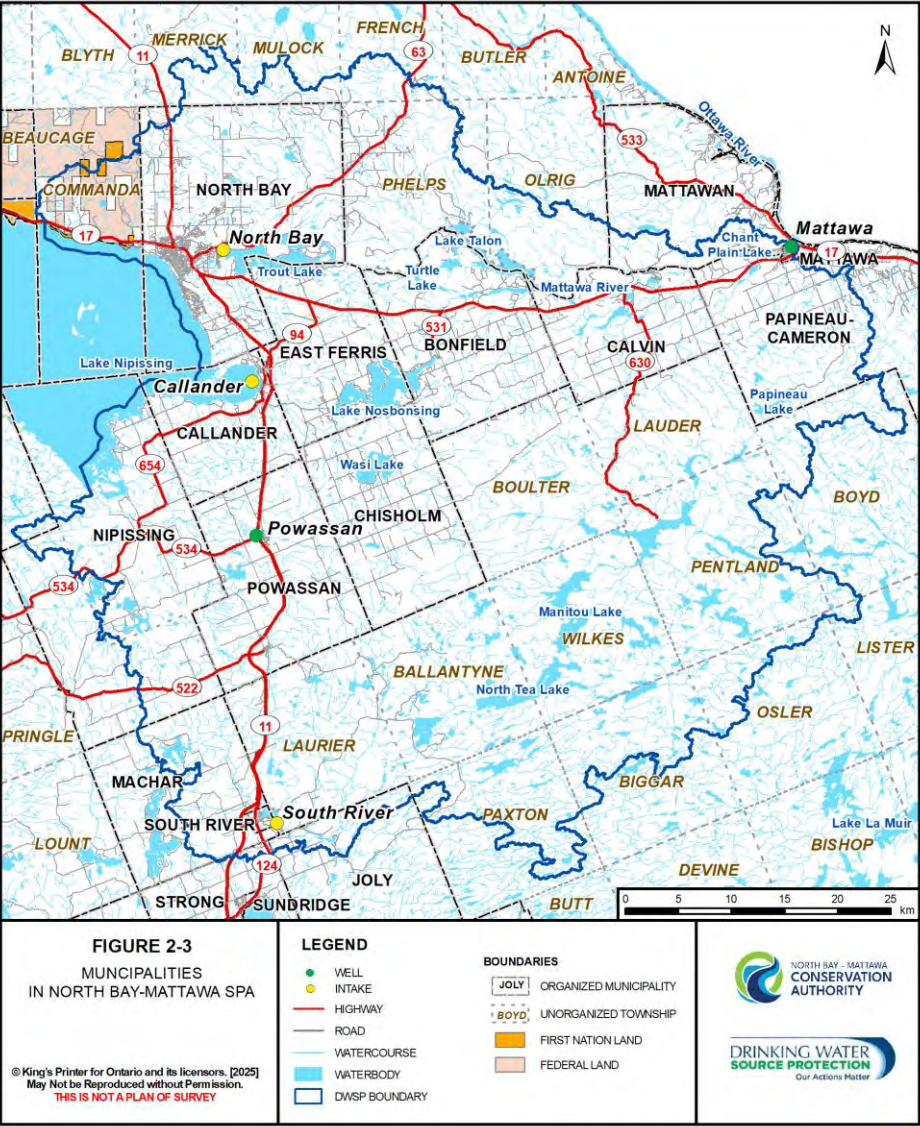 FRENCH
MERRICK
MULOCK
BLYTH
11
63
BUTLER
N
ANTOINE
BEAUCAGE
Ottawa River
533
COMMANDA
NORTH BAY
PHELPS
OLRIG
MATTAWAN
17
North Bay
Lake Talon
Chant
Plain Lake
Mattawa
17
MATTAWA
Trout Lake
Turtle
Lake
Mattawa River
94
531
PAPINEAU-
CAMERON
EAST FERRIS
BONFIELD
CALVIN
630
Lake Nipissing
Callander
Lake Nosbonsing
Papineau
Lake
CALLANDER
LAUDER
654
Wasi Lake
BOULTER
BOYD
NIPISSING
CHISHOLM
Powassan
534
534
PENTLAND
POWASSAN
Manitou Lake
WILKES
LISTER
BALLANTYNE
522
North Tea Lake
OSLER
11
PRINGLE
LAURIER
MACHAR
BIGGAR
SOUTH RIVER
South River
PAXTON
Lake La Muir
LOUNT
BISHOP
124
JOLY
DEVINE
STRONG
SUNDRIDGE
BUTT
0 5 10 15 20 25
km
FIGURE 2-3
MUNCIPALITIES
IN NORTH BAY-MATTAWA SPA
© King's Printer for Ontario and its licensors. [2025]
May Not be Reproduced without Permission.
THIS IS NOT A PLAN OF SURVEY
LEGEND
WELL
INTAKE
HIGHWAY
ROAD
WATERCOURSE
WATERBODY
DWSP BOUNDARY
BOUNDARIES
JOLY ORGANIZED MUNICIPALITY
BOYD UNORGANIZED TOWNSHIP
FIRST NATION LAND
FEDERAL LAND
NORTH BAY - MATTAWA
CONSERVATION
AUTHORITY
DRINKING WATER
SOURCE PROTECTION
Our Actions Matter